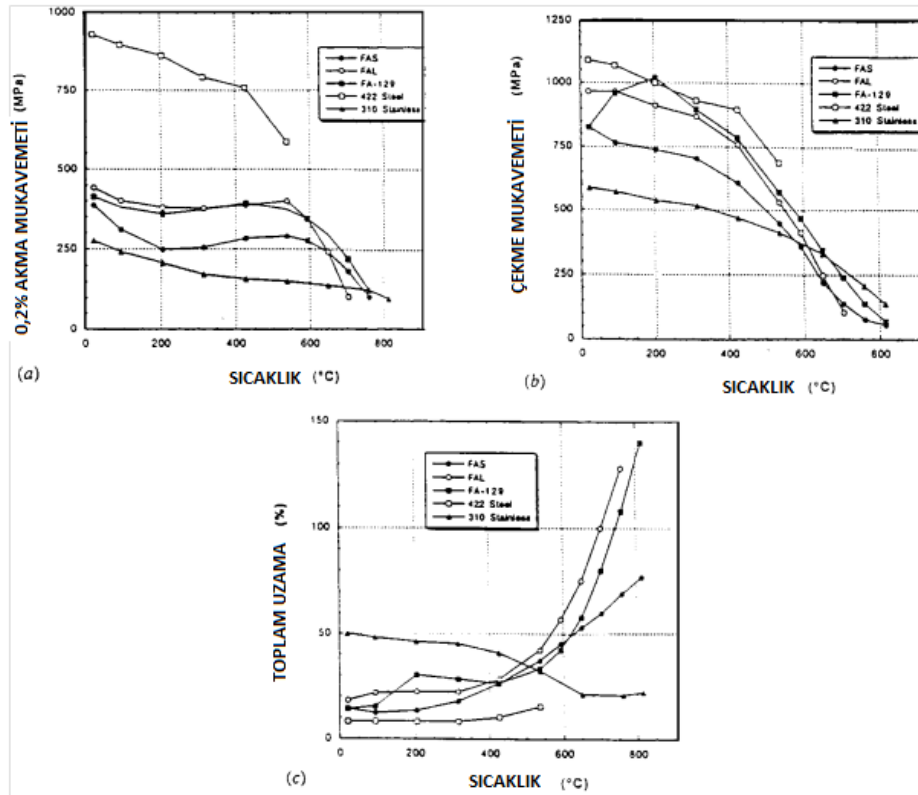 1000
750
500
250
0
0,2% AKMA MUKAVEMETİ (MPa)
FAS
FAL
FA-129
422 Steel
310 Stainless
0 200 400 600 800
(a) SICAKLIK (°C)
1250
1000
750
500
250
0
ÇEKME MUKAVEMETİ (MPa)
FAS
FAL
FA-129
422 Steel
310 Stainless
0 200 400 600 800
(b) SICAKLIK (°C)
150
100
50
0
TOPLAM UZAMA (%)
FAS
FAL
FA-129
422 Steel
310 Stainless
0 200 400 600 800
(c) SICAKLIK (°C)